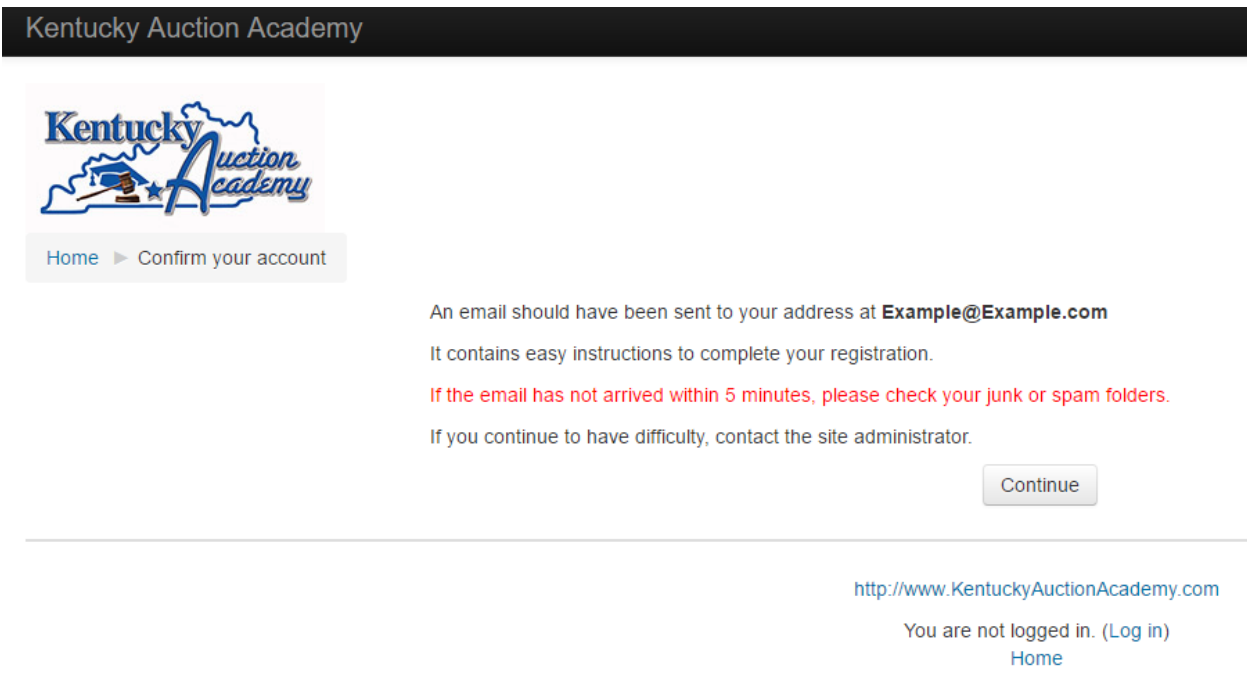 Kentucky Auction Academy
Kentucky
Auction
Academy
Home ► Confirm your account
An email should have been sent to your address at Example@Example.com
It contains easy instructions to complete your registration.
If the email has not arrived within 5 minutes, please check your junk or spam folders.
If you continue to have difficulty, contact the site administrator.
Continue
http://www.KentuckyAuctionAcademy.com
You are not logged in. (Log in)
Home